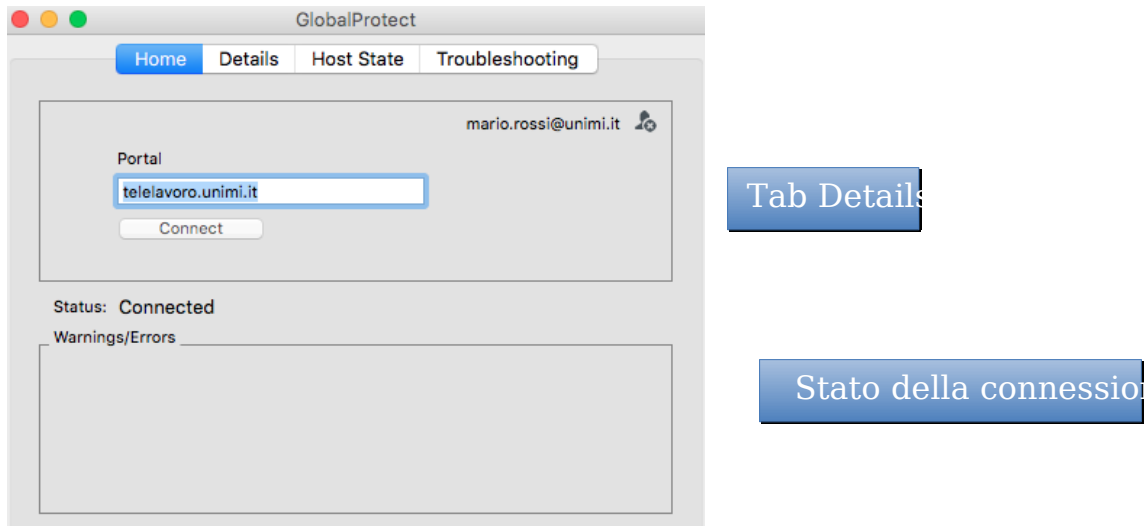 GlobalProtect
Home Details Host State Troubleshooting
mario.rossi@unimi.it
Portal
telelavoro.unimi.it
Connect
Tab Details
Status: Connected
Warnings/Errors
Stato della connessio